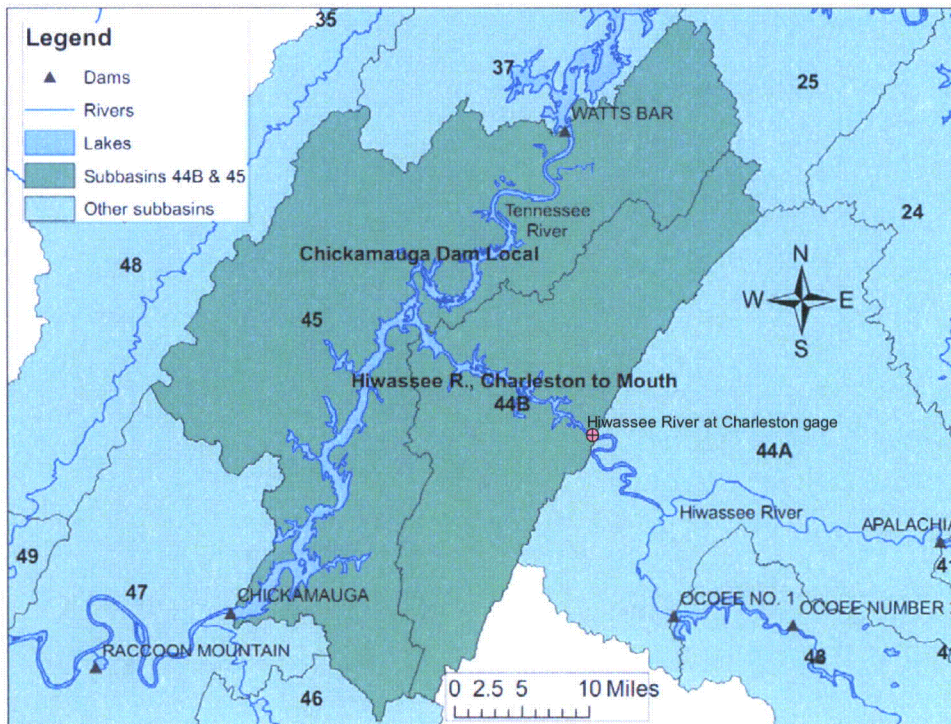 Legend
Dams
Rivers
Lakes
Subbasins 44B & 45
Other subbasins
35
37
25
WATTS BAR
24
Tennessee
River
48
Chickamauga Dam Local
N
W E
S
45
Hiwassee R., Charleston to Mouth
44B
Hiwassee River at Charleston gage
44A
Hiwassee River
APALACHIA
49
47
CHICKAMAUGA
OCOEE NO. 1
OCOEE NUMBER
RACCOON MOUNTAIN
46
0 2.5 5 10 Miles